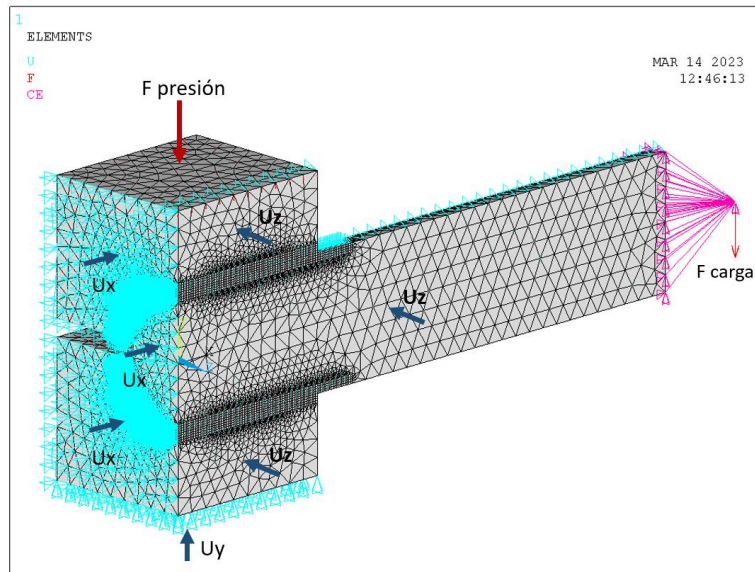 1
ELEMENTS
U
F
CE
MAR 14 2023
12:46:13
F presión
Uz
Ux
Uz
F carga
Ux
Ux
Uz
Uy